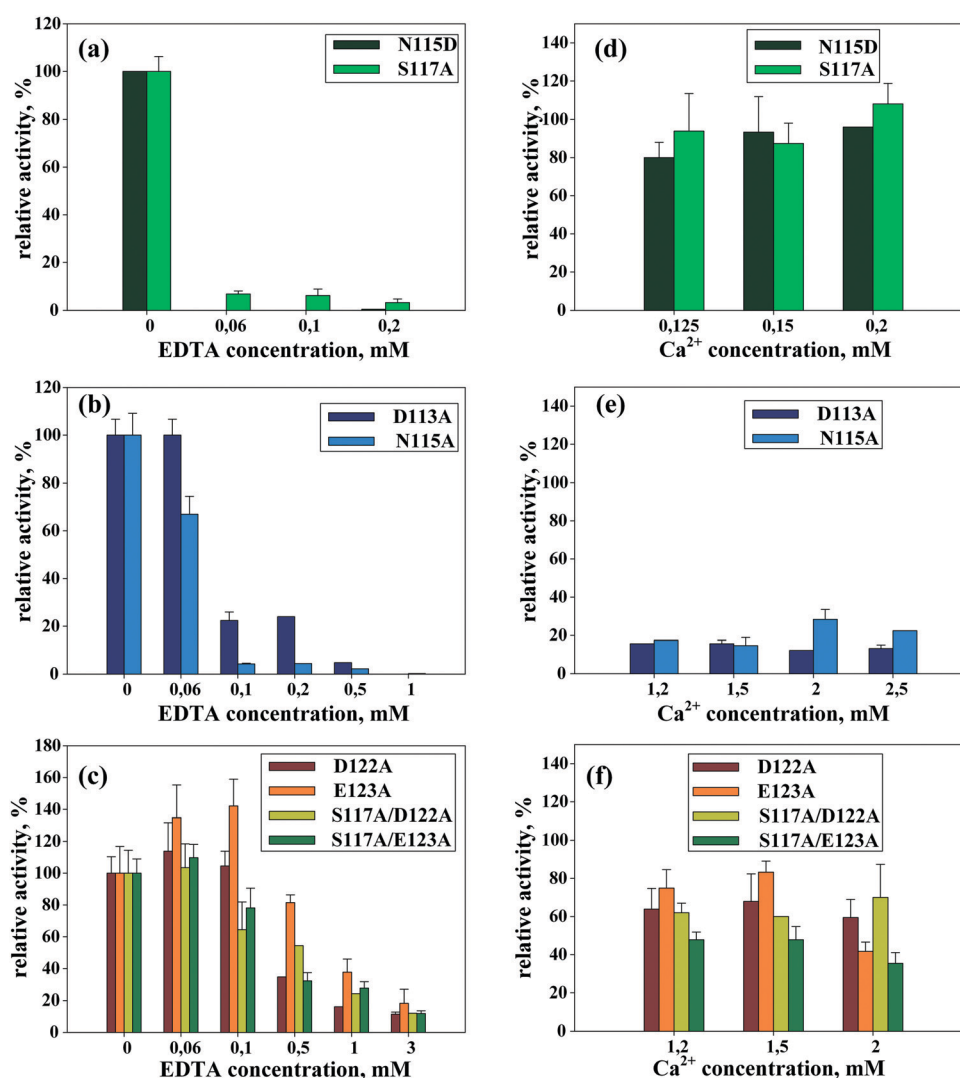 (a)
N115D
S117A
relative activity, %
120
100
80
60
40
20
0
0 0,06 0,1 0,2
EDTA concentration, mM
(d)
N115D
S117A
relative activity, %
140
120
100
80
60
40
20
0
0,125 0,15 0,2
Ca²⁺ concentration, mM
(b)
D113A
N115A
relative activity, %
120
100
80
60
40
20
0
0 0,06 0,1 0,2 0,5 1
EDTA concentration, mM
(e)
D113A
N115A
relative activity, %
140
120
100
80
60
40
20
0
1,2 1,5 2 2,5
Ca²⁺ concentration, mM
(c)
D122A
E123A
S117A/D122A
S117A/E123A
relative activity, %
180
160
140
120
100
80
60
40
20
0
0 0,06 0,1 0,5 1 3
EDTA concentration, mM
(f)
D122A
E123A
S117A/D122A
S117A/E123A
relative activity, %
140
120
100
80
60
40
20
0
1,2 1,5 2
Ca²⁺ concentration, mM